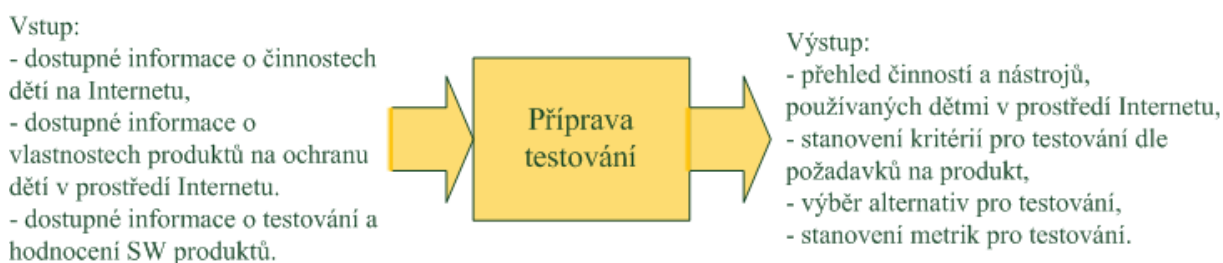 Vstup:
- dostupné informace o činnostech
dětí na Internetu,
- dostupné informace o
vlastnostech produktů na ochranu
dětí v prostředí Internetu.
- dostupné informace o testování a
hodnocení SW produktů.
Příprava
testování
Výstup:
- přehled činností a nástrojů,
používaných dětmi v prostředí Internetu,
- stanovení kritérií pro testování dle
požadavků na produkt,
- výběr alternativ pro testování,
- stanovení metrik pro testování.